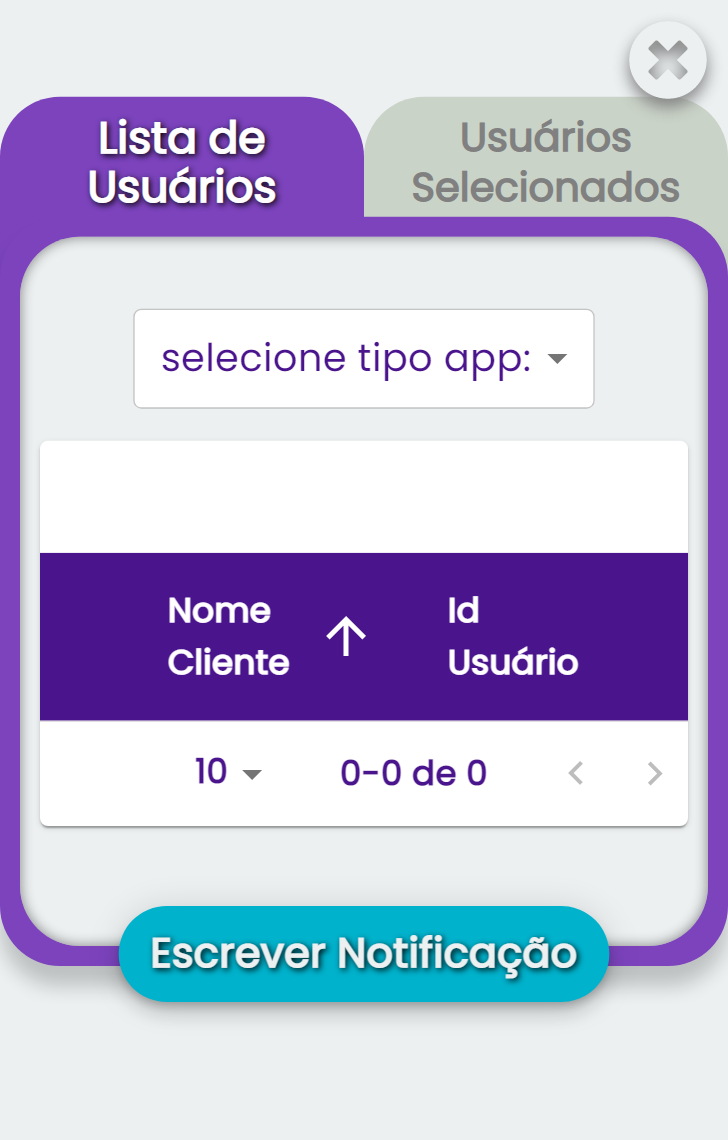 Lista de
Usuários
Usuários
Selecionados
selecione tipo app:
Nome
Cliente
Id
Usuário
10
0-0 de 0
Escrever Notificação